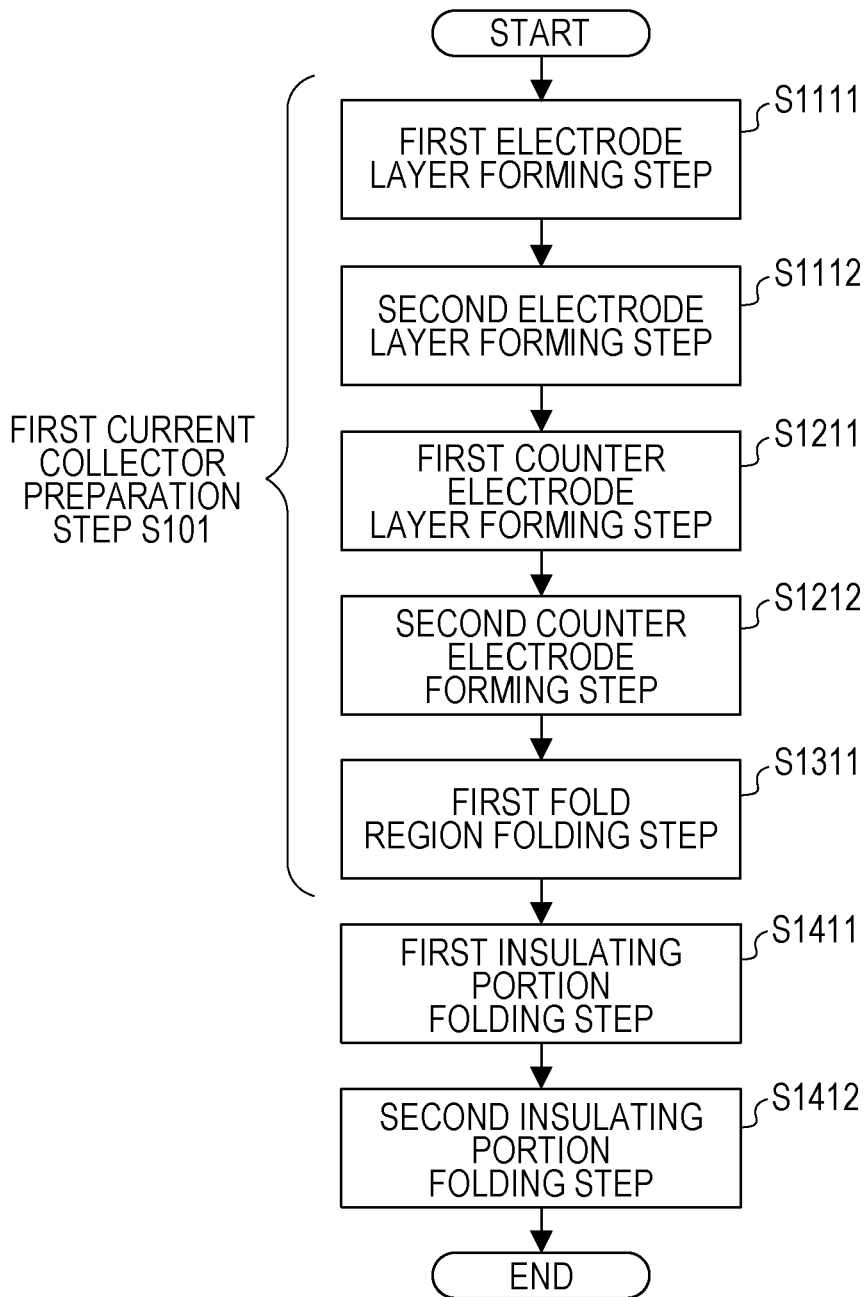 START
S1111
FIRST ELECTRODE
LAYER FORMING STEP
S1112
SECOND ELECTRODE
LAYER FORMING STEP
FIRST CURRENT
COLLECTOR
PREPARATION
STEP S101
S1211
FIRST COUNTER
ELECTRODE
LAYER FORMING STEP
S1212
SECOND COUNTER
ELECTRODE
FORMING STEP
S1311
FIRST FOLD
REGION FOLDING STEP
S1411
FIRST INSULATING
PORTION
FOLDING STEP
S1412
SECOND INSULATING
PORTION
FOLDING STEP
END